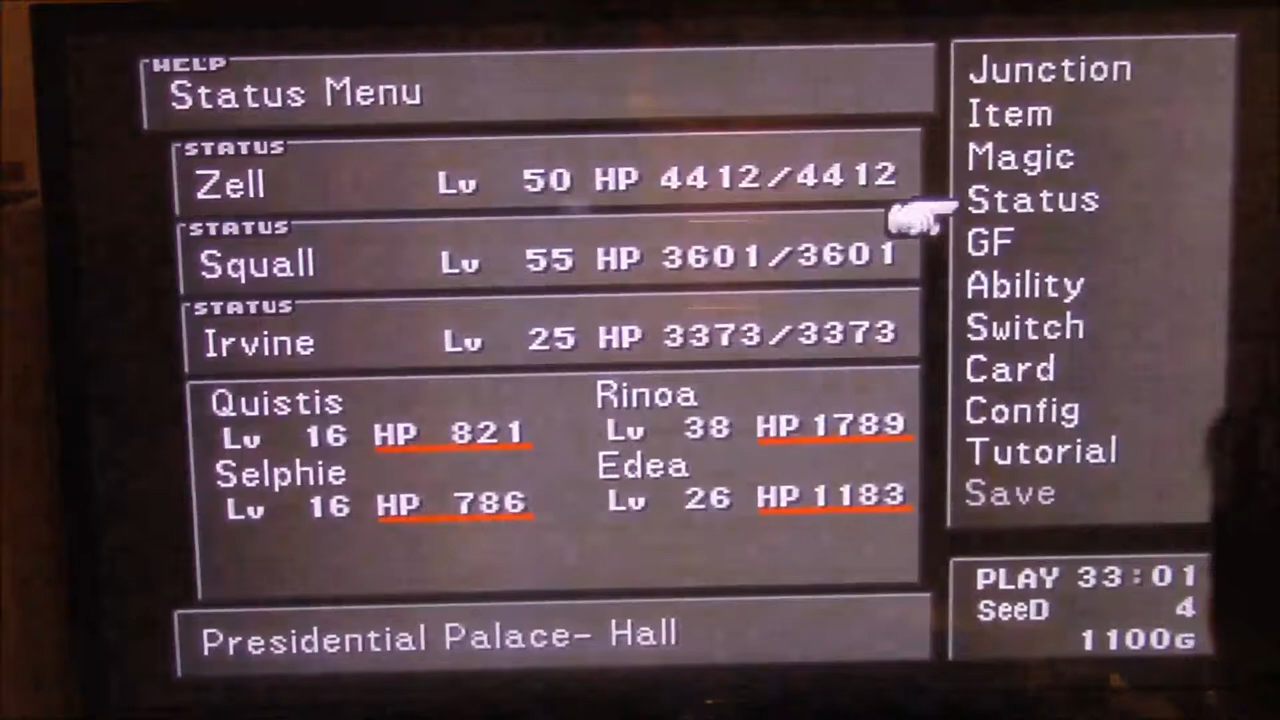 HELP
Status Menu
STATUS
Zell Lv 50 HP 4412/4412
STATUS
Squall Lv 55 HP 3601/3601
STATUS
Irvine Lv 25 HP 3373/3373
Quistis
Lv 16 HP 821
Selphie
Lv 16 HP 786
Rinoa
Lv 38 HP 1789
Edea
Lv 26 HP 1183
Presidential Palace- Hall
Junction
Item
Magic
Status
GF
Ability
Switch
Card
Config
Tutorial
Save
PLAY 33:01
SeeD 4
1100G